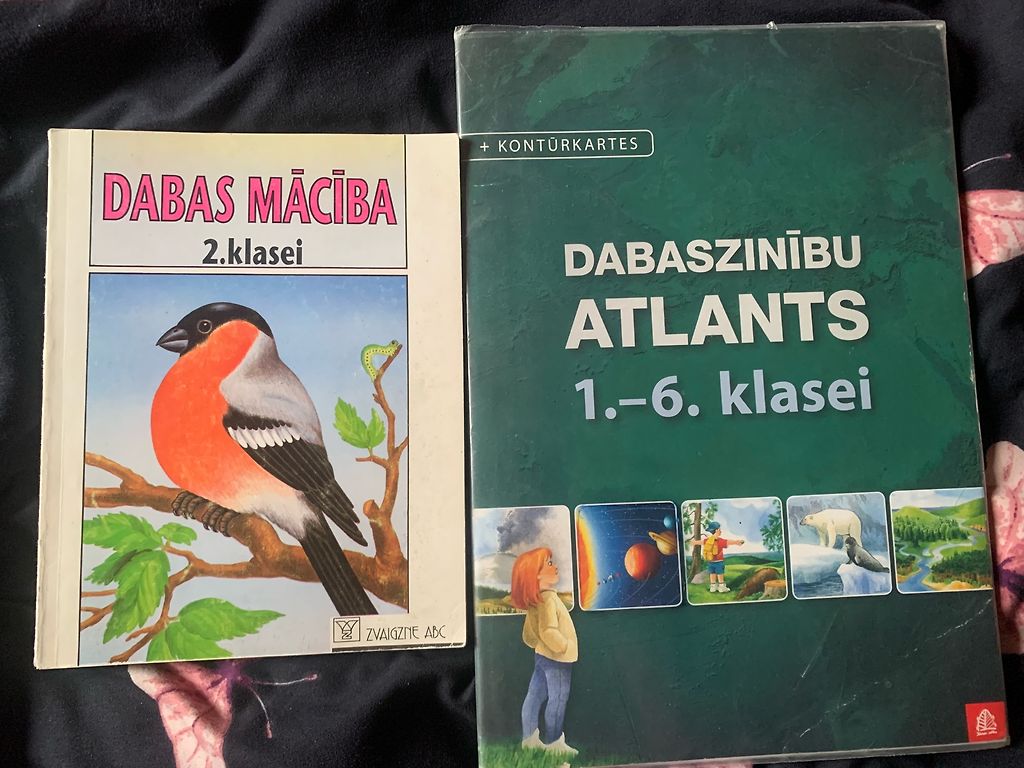 DABAS MĀCĪBA
2.klasei
ZVAIGZNE ABC
+ KONTŪRKARTES
DABASZINĪBU
ATLANTS
1.–6. klasei